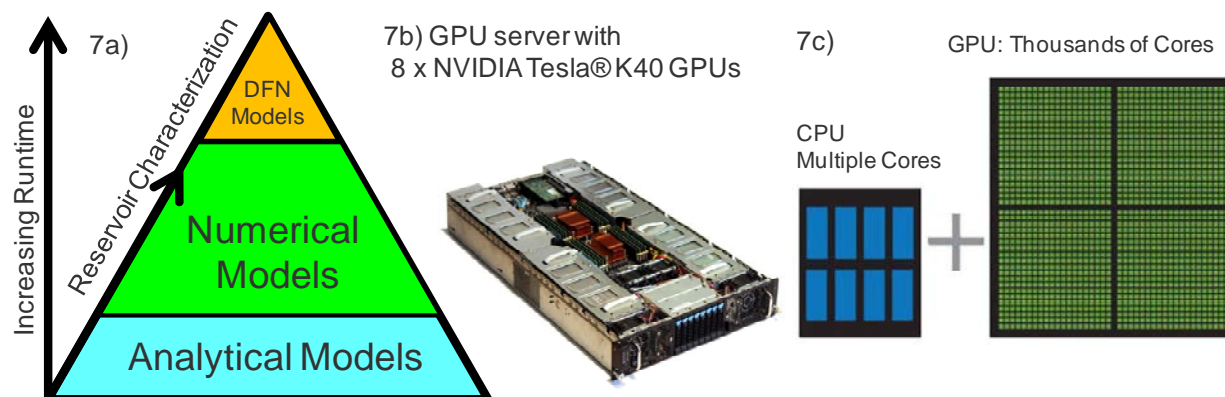 7a)
Increasing Runtime
Reservoir Characterization
DFN
Models
Numerical
Models
Analytical Models
7b) GPU server with
8 x NVIDIA Tesla® K40 GPUs
7c)
GPU: Thousands of Cores
CPU
Multiple Cores